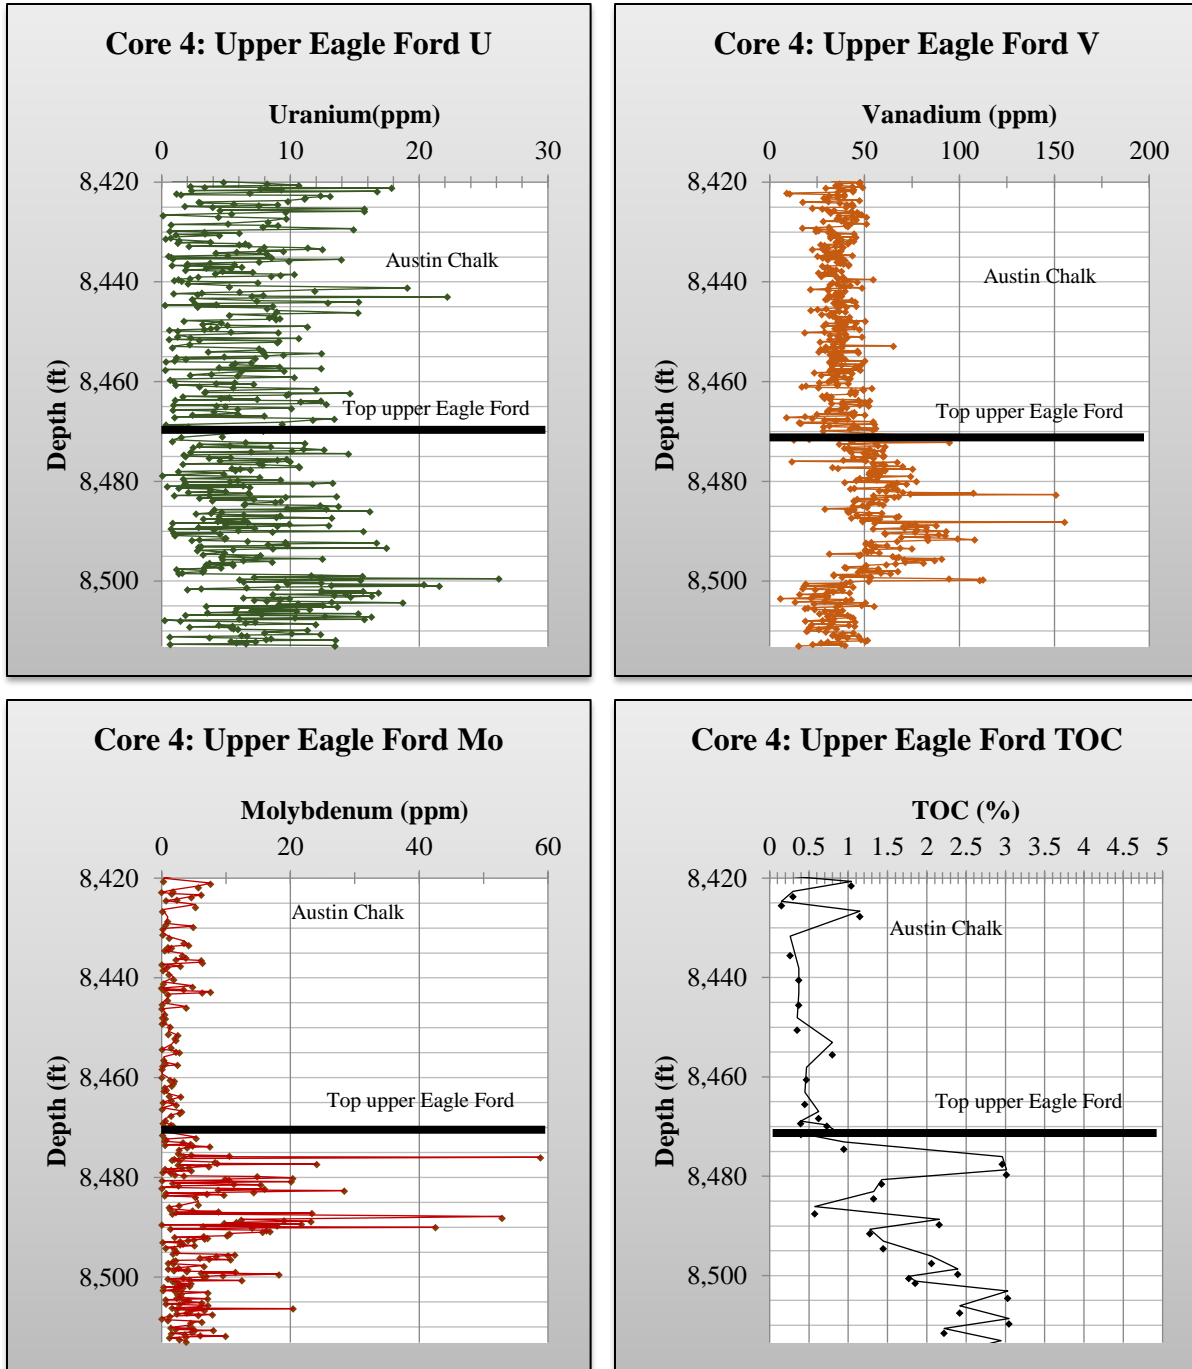 Core 4: Upper Eagle Ford U
Uranium(ppm)
0 10 20 30
8,420
8,440
8,460
8,480
8,500
Depth (ft)
Austin Chalk
Top upper Eagle Ford
Core 4: Upper Eagle Ford V
Vanadium (ppm)
0 50 100 150 200
8,420
8,440
8,460
8,480
8,500
Depth (ft)
Austin Chalk
Top upper Eagle Ford
Core 4: Upper Eagle Ford Mo
Molybdenum (ppm)
0 20 40 60
8,420
8,440
8,460
8,480
8,500
Depth (ft)
Austin Chalk
Top upper Eagle Ford
Core 4: Upper Eagle Ford TOC
TOC (%)
0 0.5 1 1.5 2 2.5 3 3.5 4 4.5 5
8,420
8,440
8,460
8,480
8,500
Depth (ft)
Austin Chalk
Top upper Eagle Ford